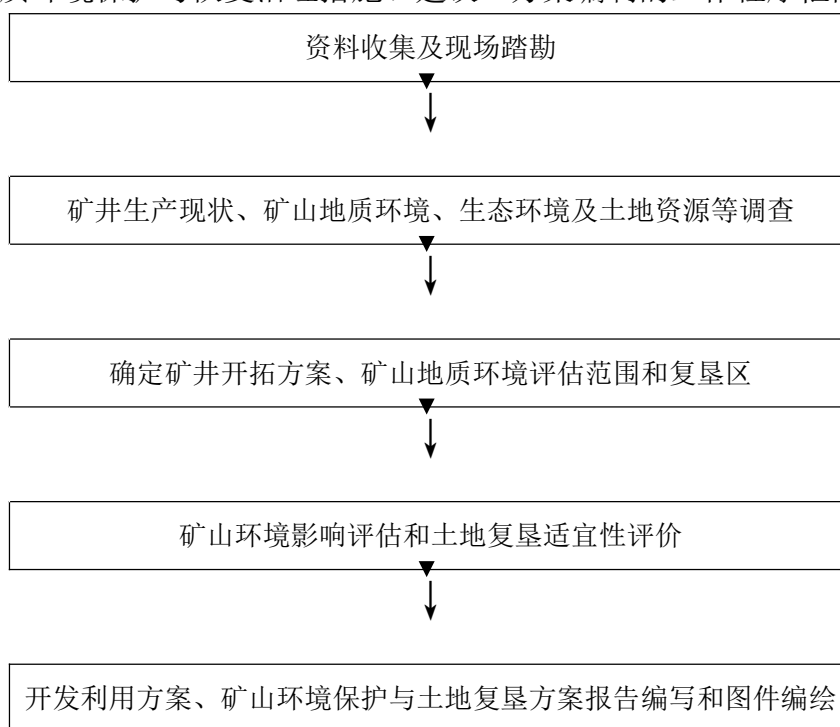 资料收集及现场踏勘
矿井生产现状、矿山地质环境、生态环境及土地资源等调查
确定矿井开拓方案、矿山地质环境评估范围和复垦区
矿山环境影响评估和土地复垦适宜性评价
开发利用方案、矿山环境保护与土地复垦方案报告编写和图件编绘